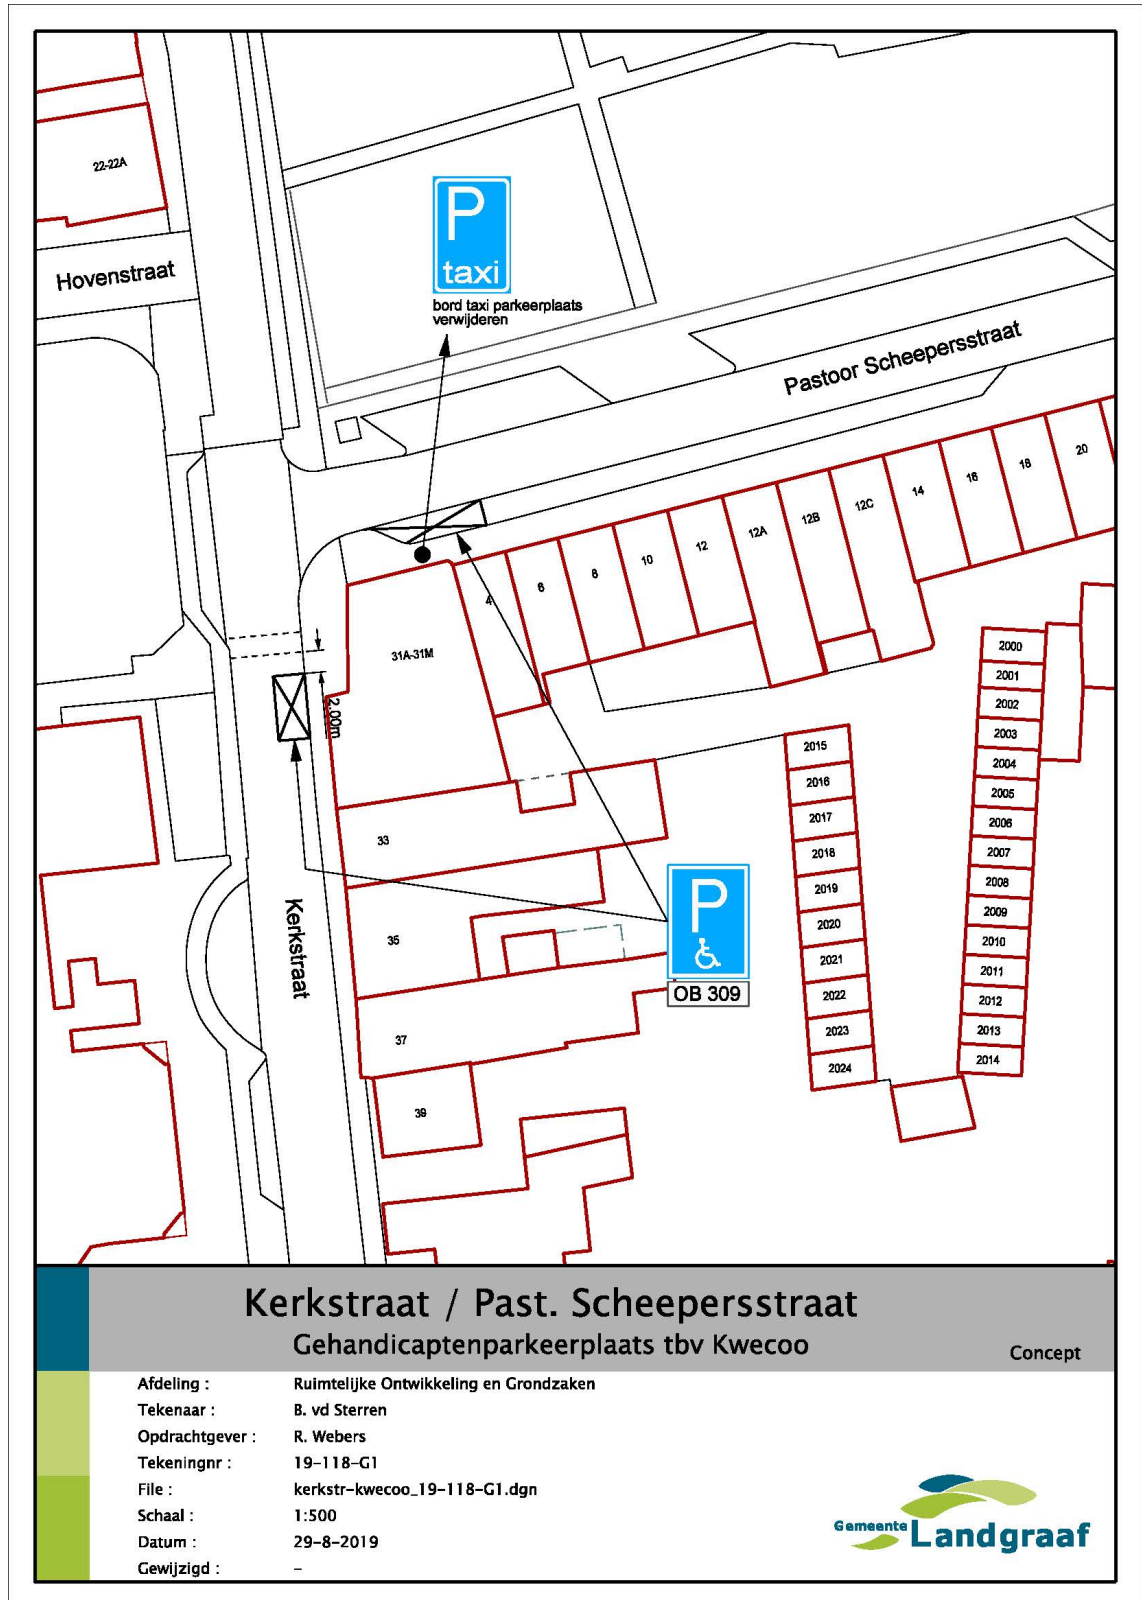 22-22A
Hovenstraat
P
taxi
bord taxi parkeerplaats
verwijderen
Pastoor Scheepersstraat
4
6
8
10
12
12A
12B
12C
14
16
18
20
31A-31M
2.00m
33
35
37
39
Kerkstraat
P
OB 309
2015
2016
2017
2018
2019
2020
2021
2022
2023
2024
2000
2001
2002
2003
2004
2005
2006
2007
2008
2009
2010
2011
2012
2013
2014
Kerkstraat / Past. Scheepersstraat
Gehandicaptenparkeerplaats tbv Kwecoo
Concept
Afdeling : Ruimtelijke Ontwikkeling en Grondzaken
Tekenaar : B. vd Sterren
Opdrachtgever : R. Webers
Tekeningnr : 19-118-G1
File : kerkstr-kwecoo_19-118-G1.dgn
Schaal : 1:500
Datum : 29-8-2019
Gewijzigd : -
Gemeente Landgraaf